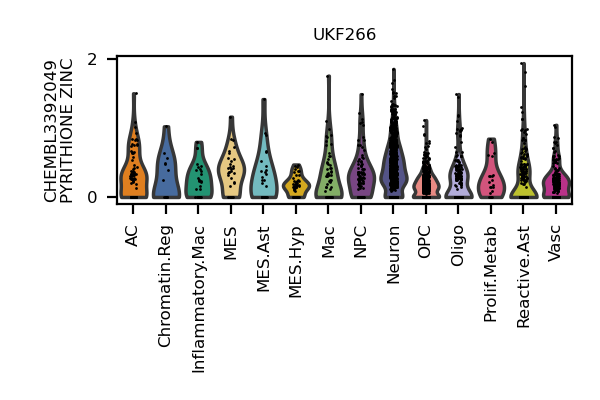 UKF266
CHEMBL3392049
PYRITHIONE ZINC
2
0
AC
Chromatin.Reg
Inflammatory.Mac
MES
MES.Ast
MES.Hyp
Mac
NPC
Neuron
OPC
Oligo
Prolif.Metab
Reactive.Ast
Vasc